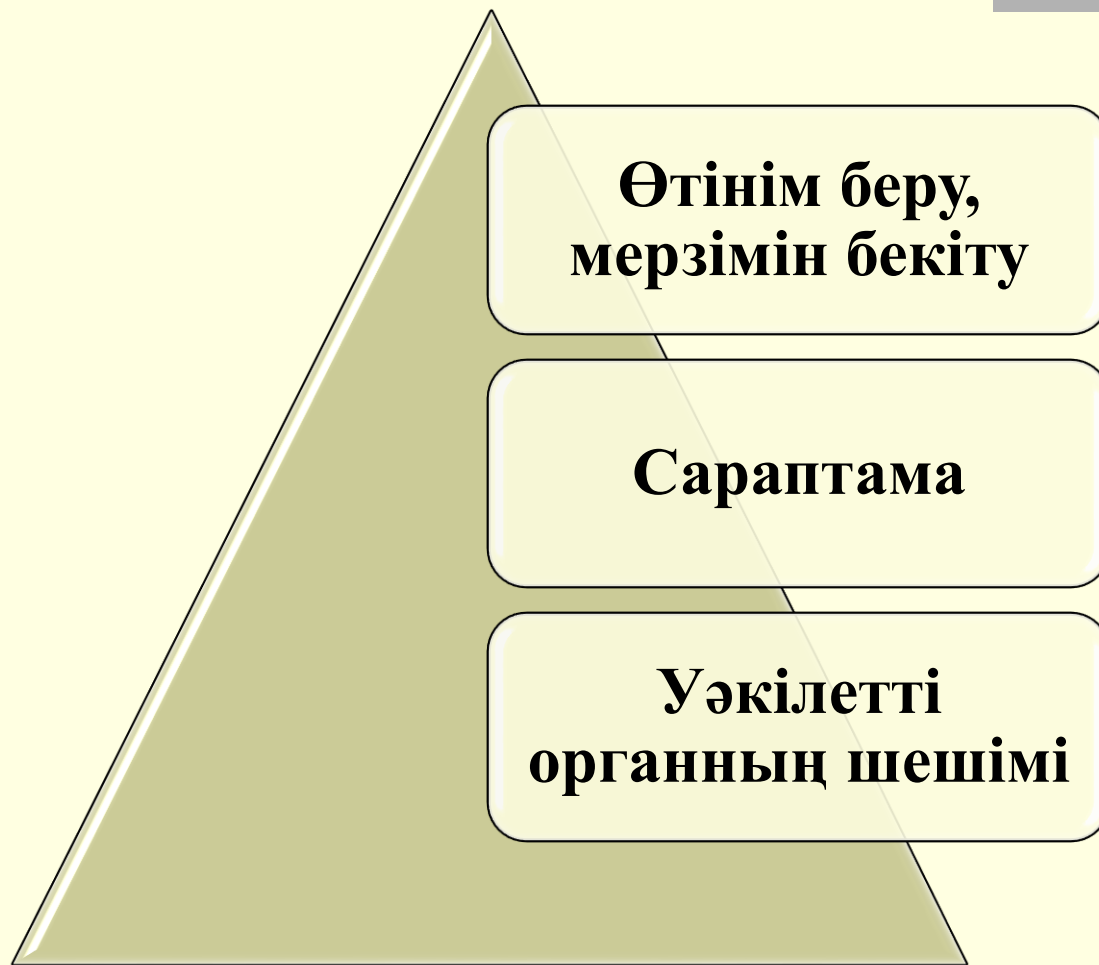 Өтінім беру,
мерзімін бекіту
Сараптама
Уәкілетті
органның шешімі